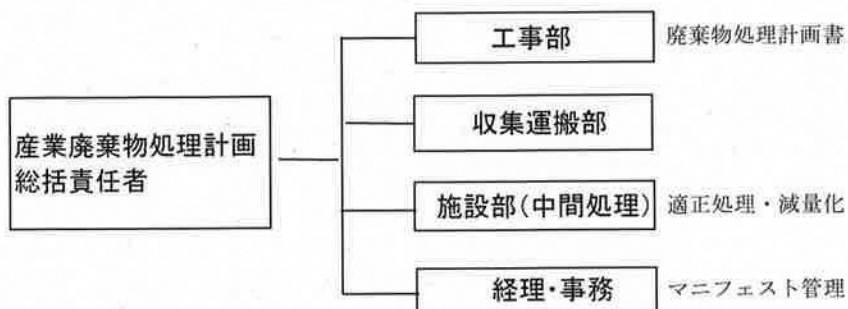 工事部 廃棄物処理計画書
収集運搬部
産業廃棄物処理計画
総括責任者
施設部(中間処理) 適正処理・減量化
経理・事務 マニフェスト管理